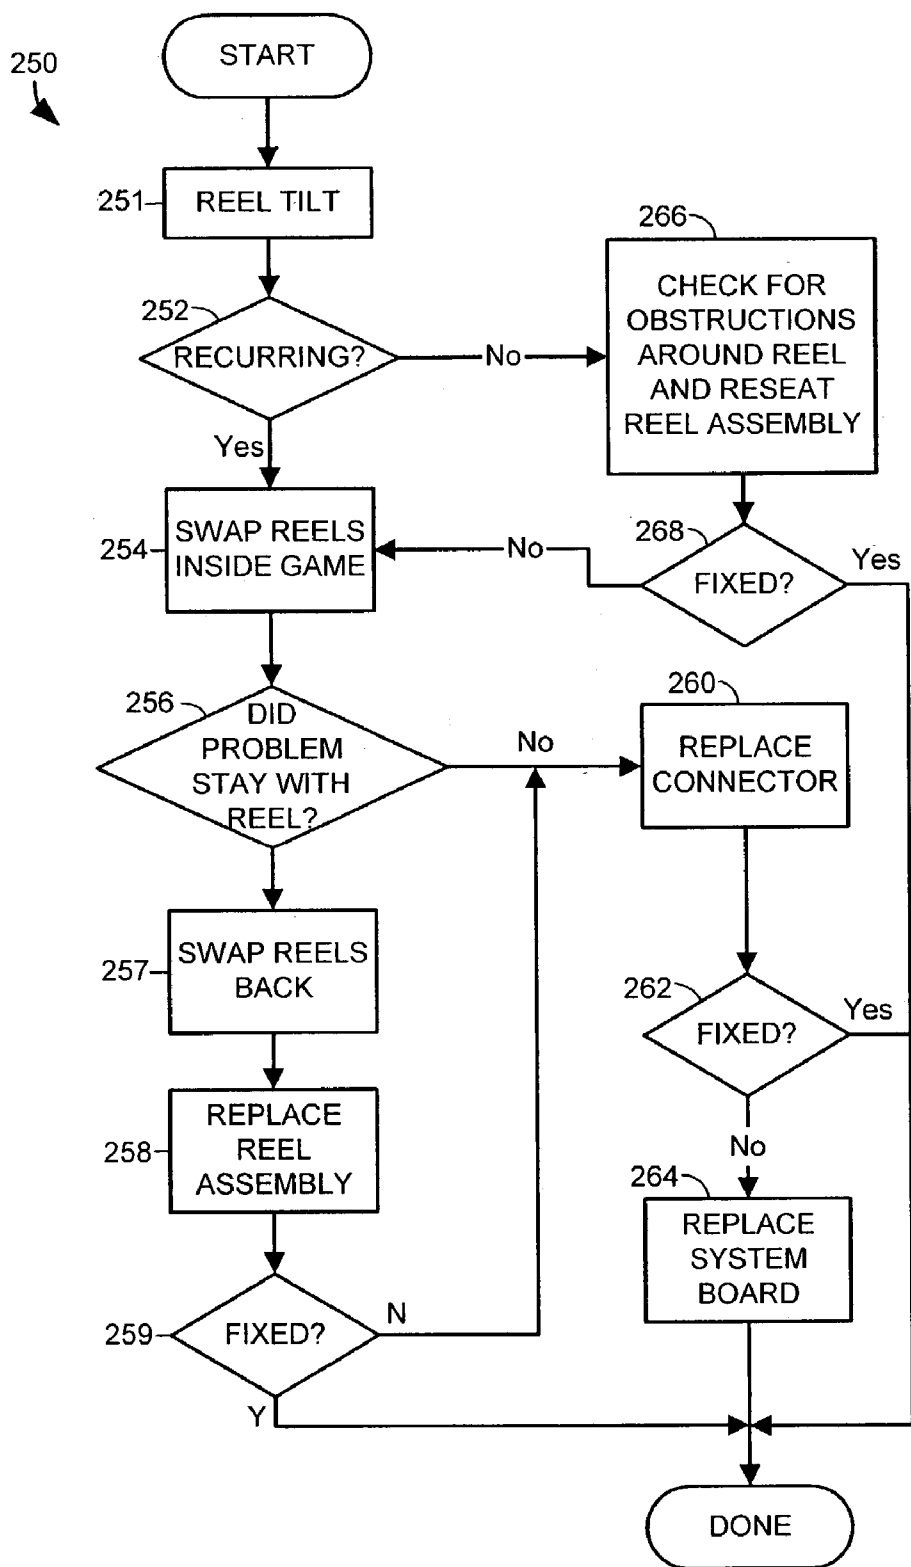 START
250
251
REEL TILT
252
RECURRING?
No
Yes
266
CHECK FOR
OBSTRUCTIONS
AROUND REEL
AND RESEAT
REEL ASSEMBLY
254
SWAP REELS
INSIDE GAME
No
268
FIXED?
Yes
256
DID
PROBLEM
STAY WITH
REEL?
No
260
REPLACE
CONNECTOR
257
SWAP REELS
BACK
262
FIXED?
Yes
No
258
REPLACE
REEL
ASSEMBLY
264
REPLACE
SYSTEM
BOARD
259
FIXED?
N
Y
DONE